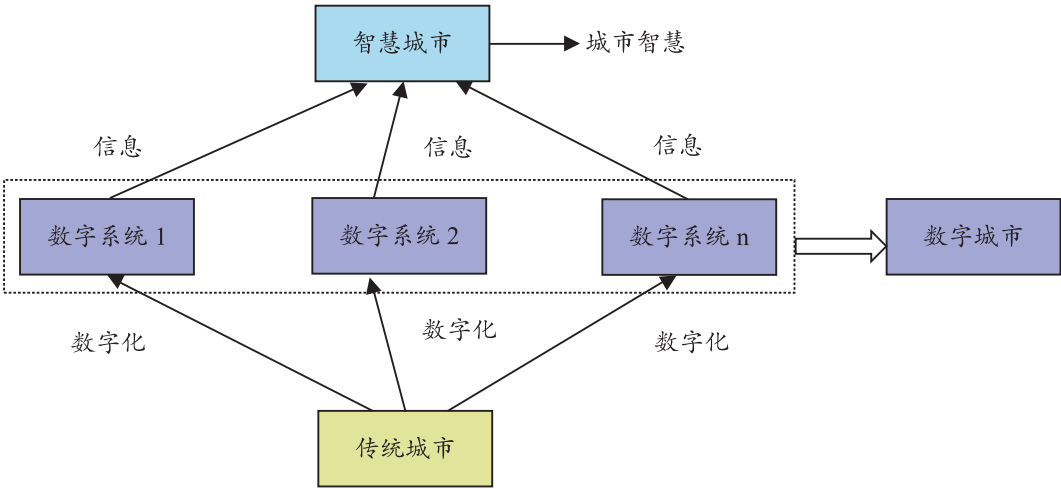 智慧城市
城市智慧
信息
信息
信息
数字系统 1
数字系统 2
数字系统 n
数字城市
数字化
数字化
数字化
传统城市